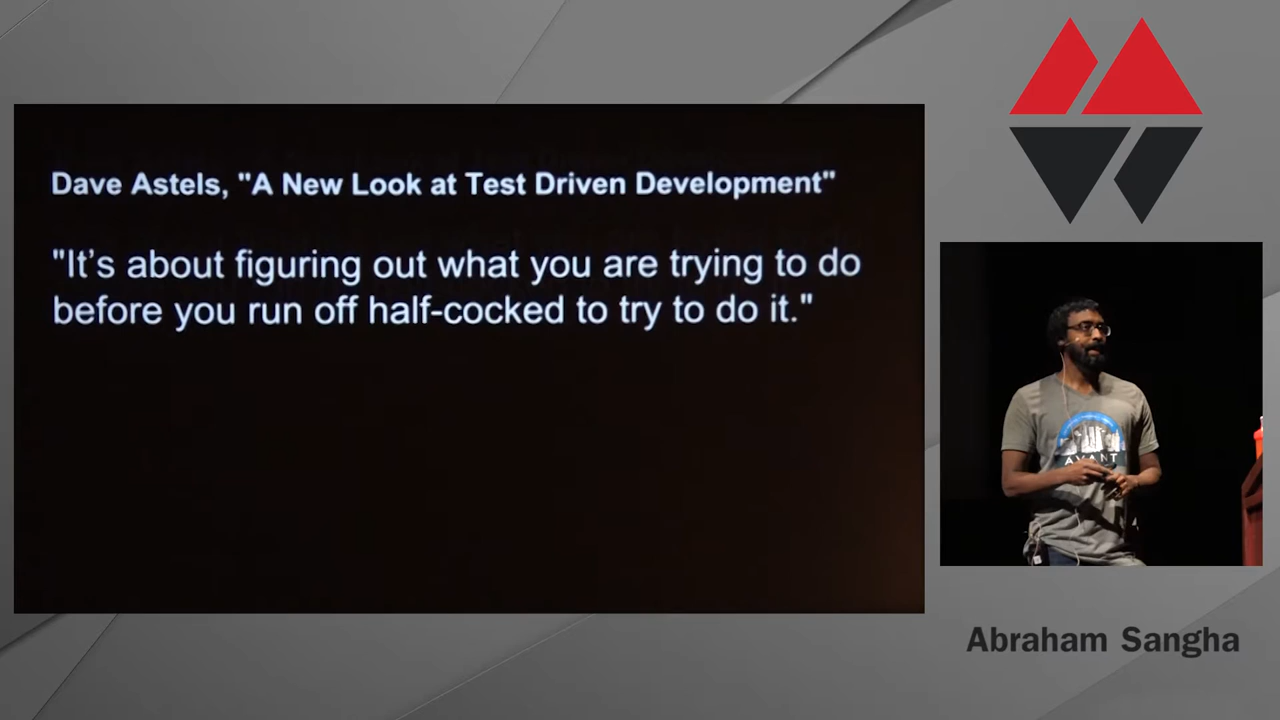 Dave Astels, "A New Look at Test Driven Development"
"It’s about figuring out what you are trying to do
before you run off half-cocked to try to do it."
AVANT
Abraham Sangha